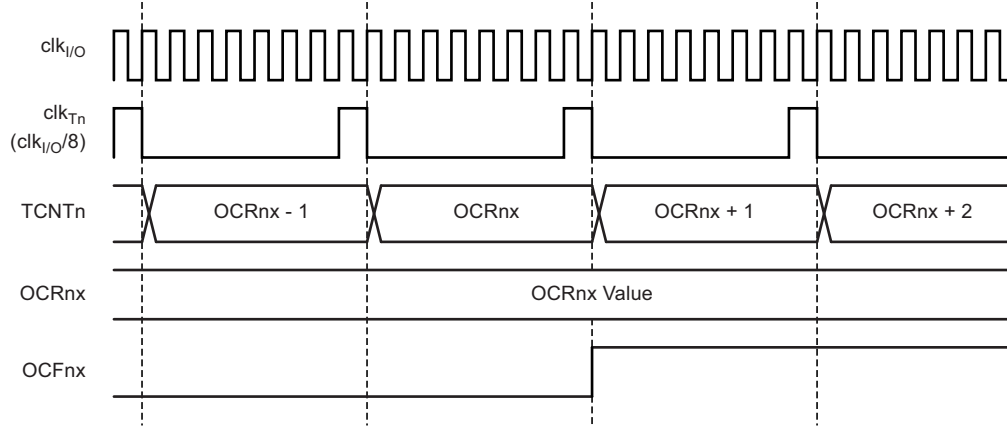 clkI/O
clkTn
(clkI/O/8)
TCNTn OCRnx - 1 OCRnx OCRnx + 1 OCRnx + 2
OCRnx OCRnx Value
OCFnx